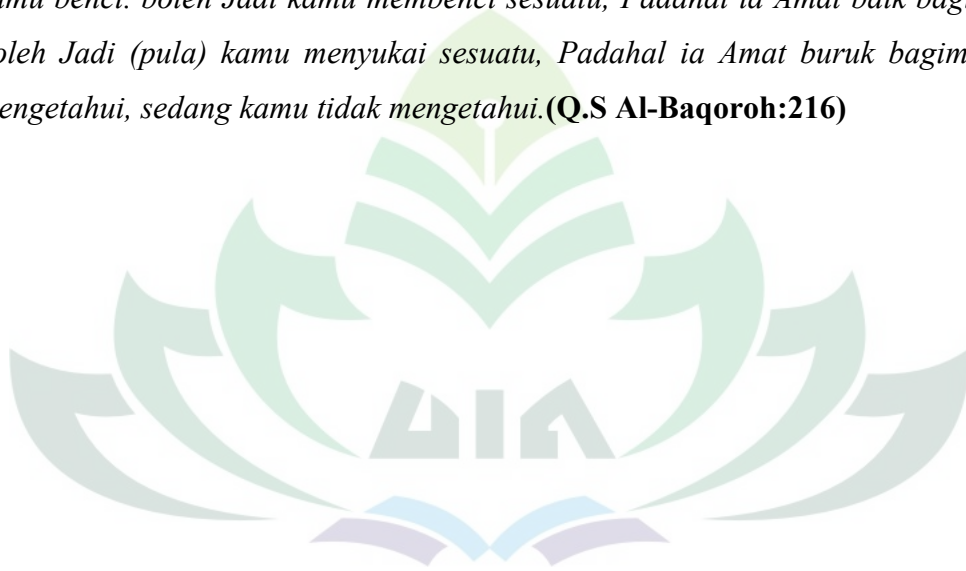 amu benci. boleh Jadi kamu membenci sesuatu, Padahal ia Amat baik bagi
oleh Jadi (pula) kamu menyukai sesuatu, Padahal ia Amat buruk bagim
engetahui, sedang kamu tidak mengetahui.(Q.S Al-Baqoroh:216)
UIN